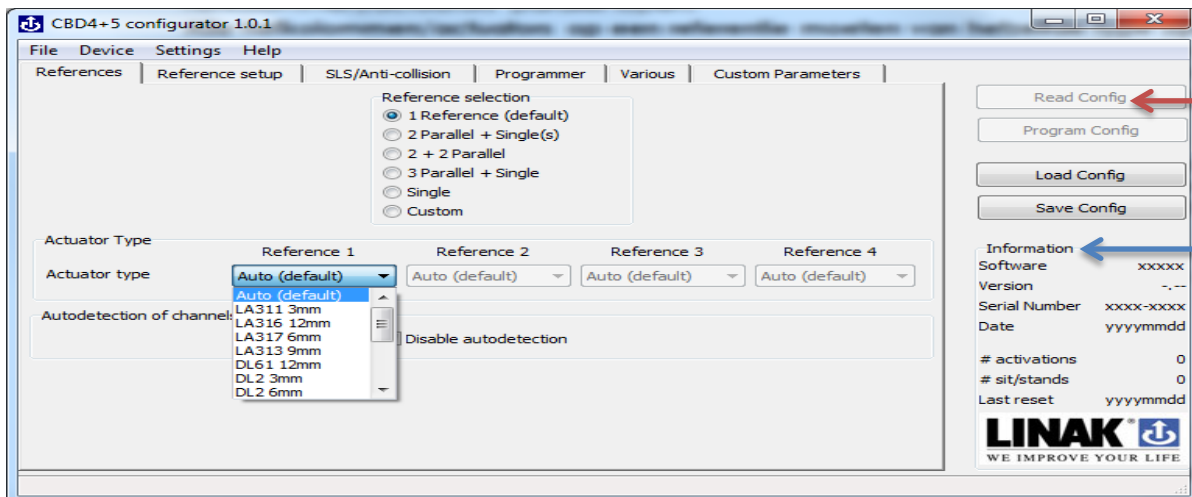 CBD4+5 configurator 1.0.1
File Device Settings Help
References Reference setup SLS/Anti-collision Programmer Various Custom Parameters
Reference selection
1 Reference (default)
2 Parallel + Single(s)
2 + 2 Parallel
3 Parallel + Single
Single
Custom
Actuator Type
Reference 1 Reference 2 Reference 3 Reference 4
Actuator type Auto (default) Auto (default) Auto (default) Auto (default)
Auto (default)
LA311 3mm
LA316 12mm
LA317 6mm
LA313 9mm
DL61 12mm
DL2 3mm
DL2 6mm
Autodetection of channels
Disable autodetection
Read Config
Program Config
Load Config
Save Config
Information
Software xxxxx
Version -.--
Serial Number xxxx-xxxx
Date yyyymmdd
# activations 0
# sit/stands 0
Last reset yyyymmdd
LINAK
WE IMPROVE YOUR LIFE